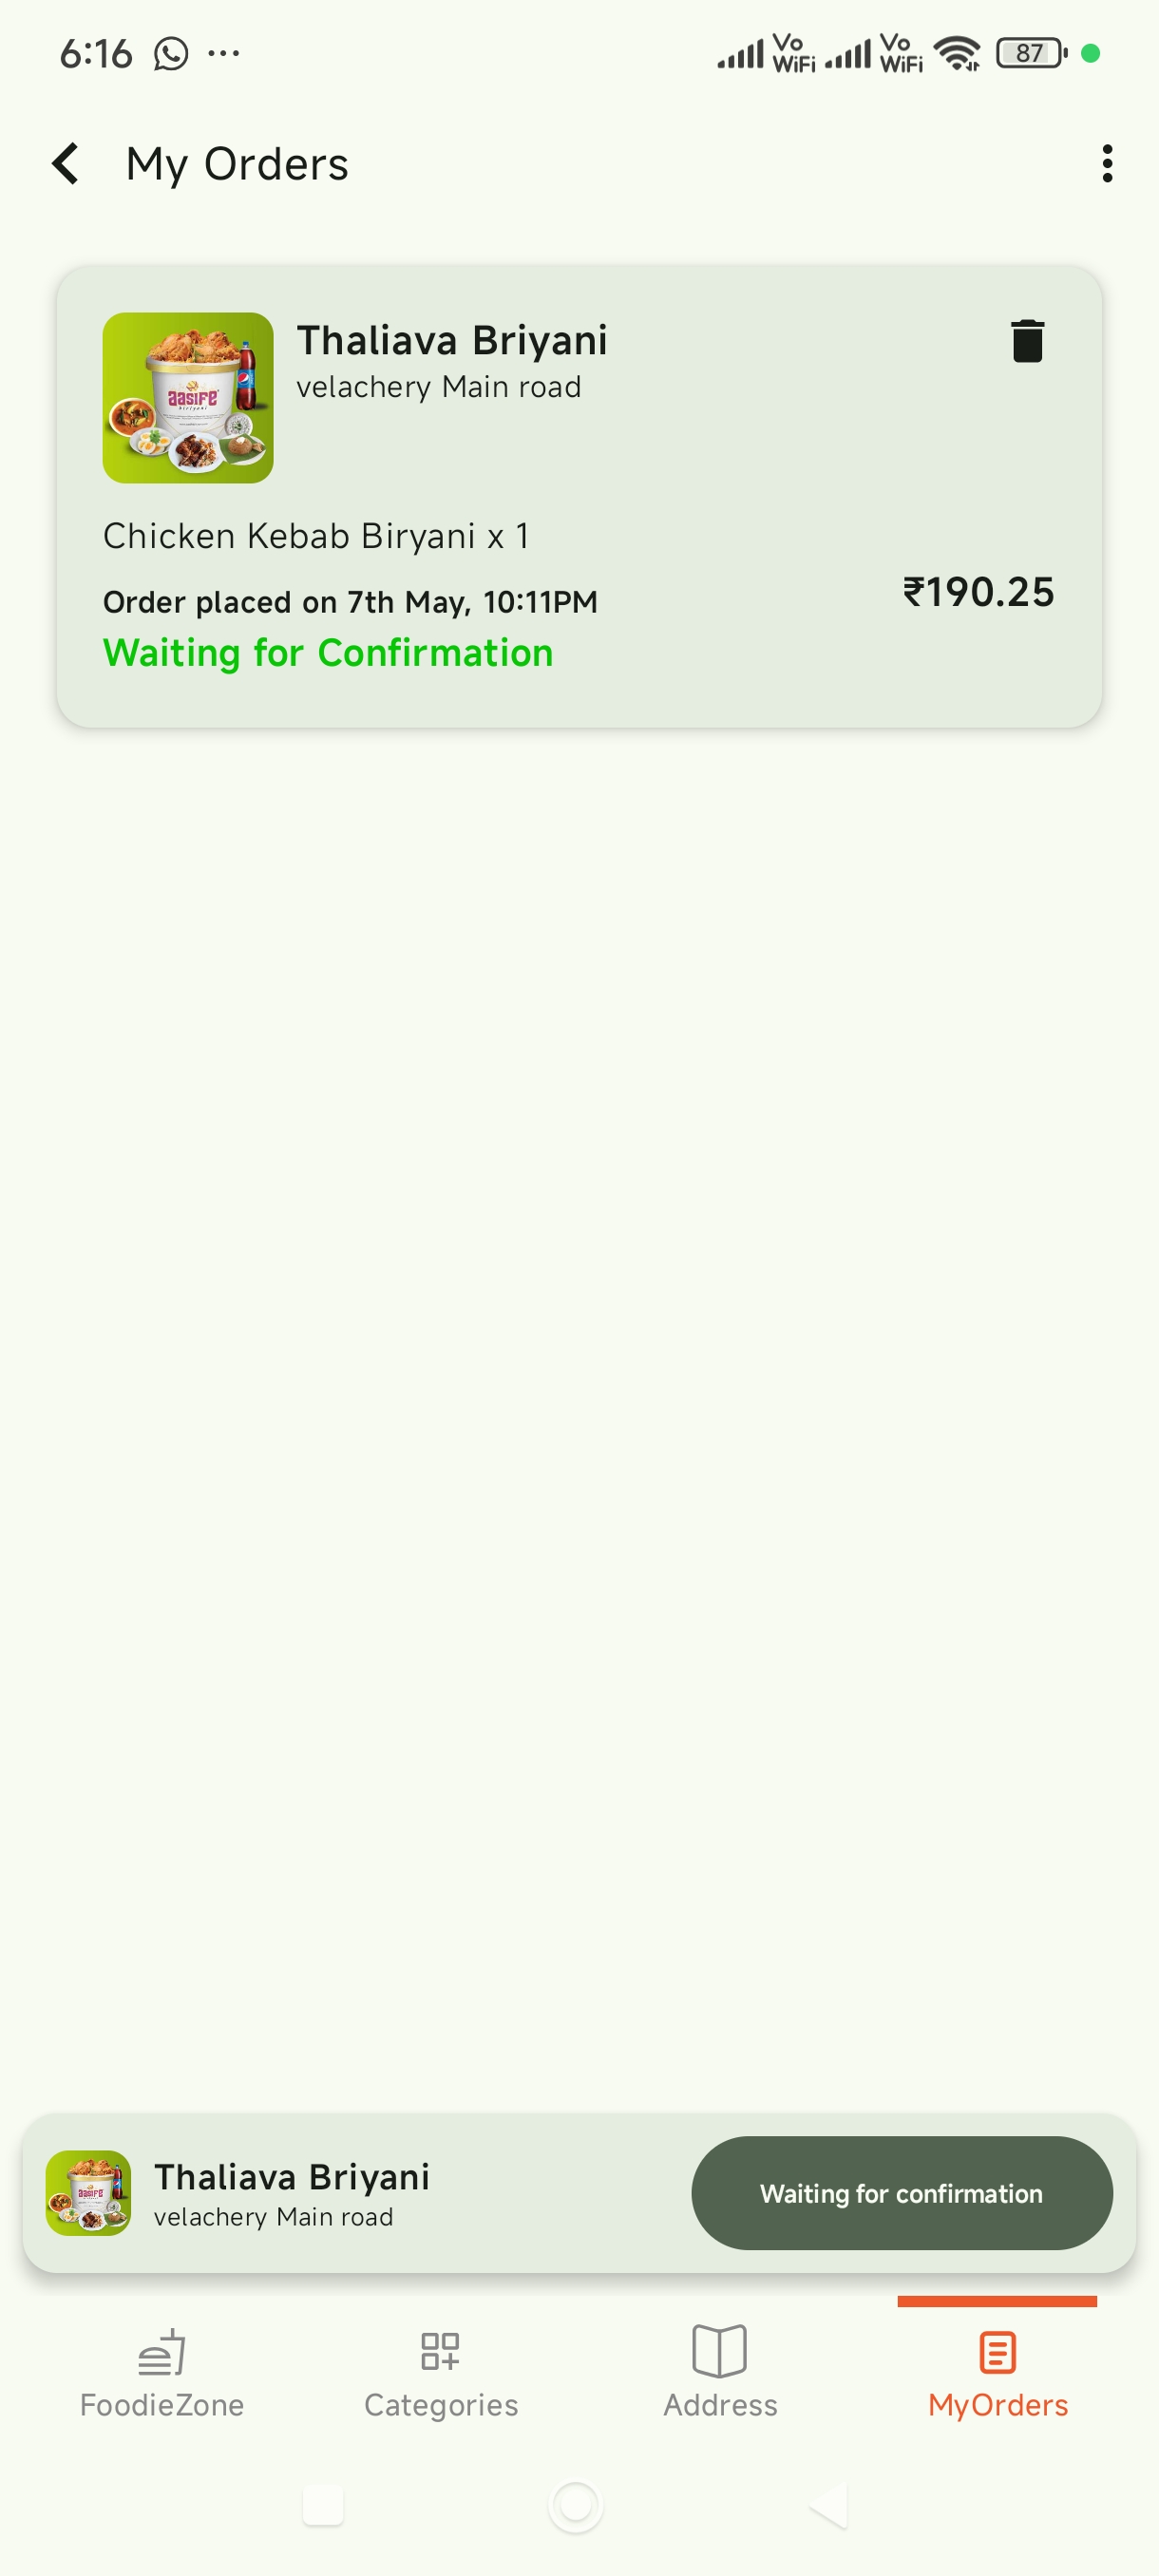 6:16
Vo WiFi
Vo WiFi
87
My Orders
Thaliava Briyani
velachery Main road
aasife
biriyani
Chicken Kebab Biryani x 1
Order placed on 7th May, 10:11PM
₹190.25
Waiting for Confirmation
Thaliava Briyani
velachery Main road
aasife
Waiting for confirmation
FoodieZone
Categories
Address
MyOrders